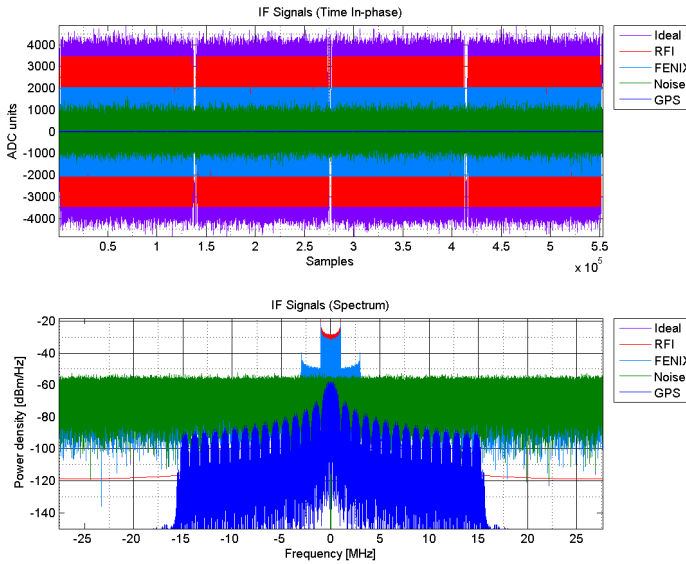 IF Signals (Time In-phase)
4000
3000
2000
1000
0
-1000
-2000
-3000
-4000
ADC units
0.5
1
1.5
2
2.5
3
3.5
4
4.5
5
5.5
Samples
x 10^5
Ideal
RFI
FENIX
Noise
GPS
IF Signals (Spectrum)
-20
-40
-60
-80
-100
-120
-140
Power density [dBm/Hz]
-25
-20
-15
-10
-5
0
5
10
15
20
25
Frequency [MHz]
Ideal
RFI
FENIX
Noise
GPS